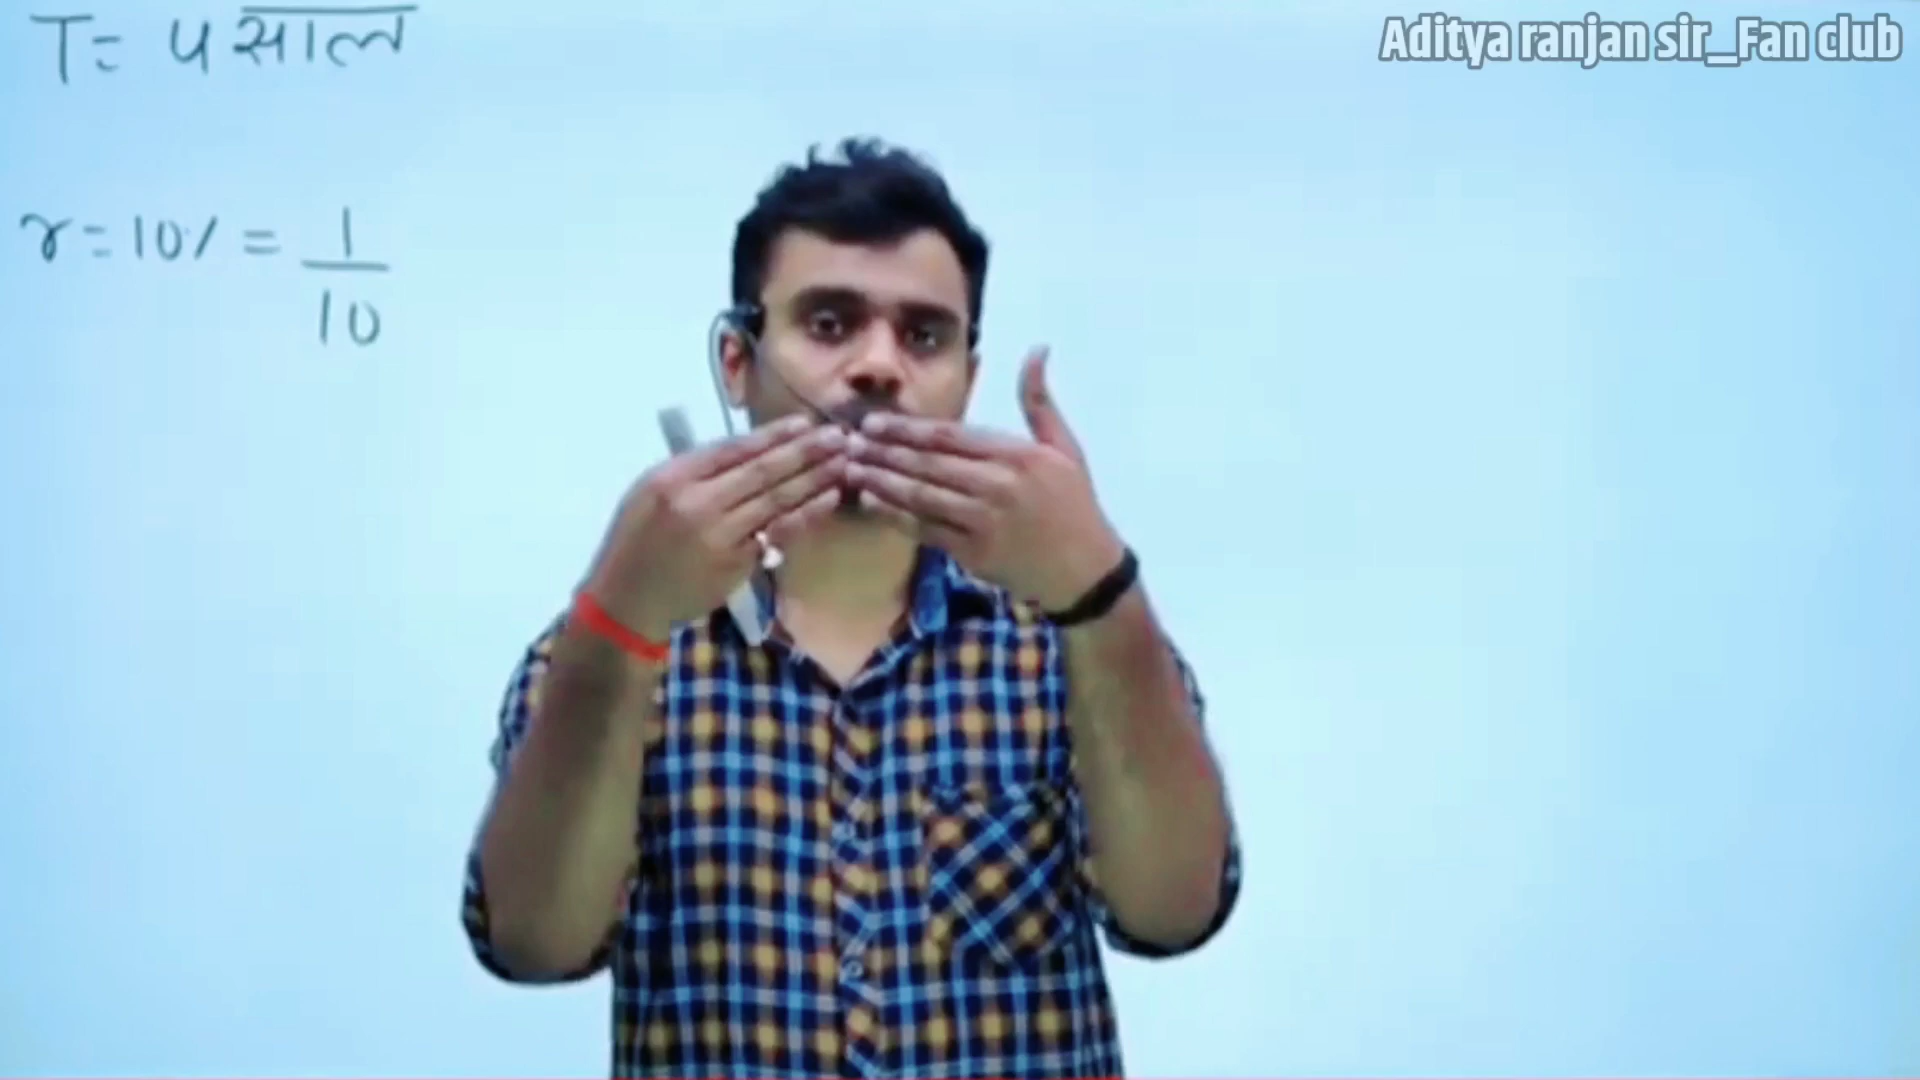 T = 4 साल
Aditya ranjan sir_Fan club
r = 10% = 1/10